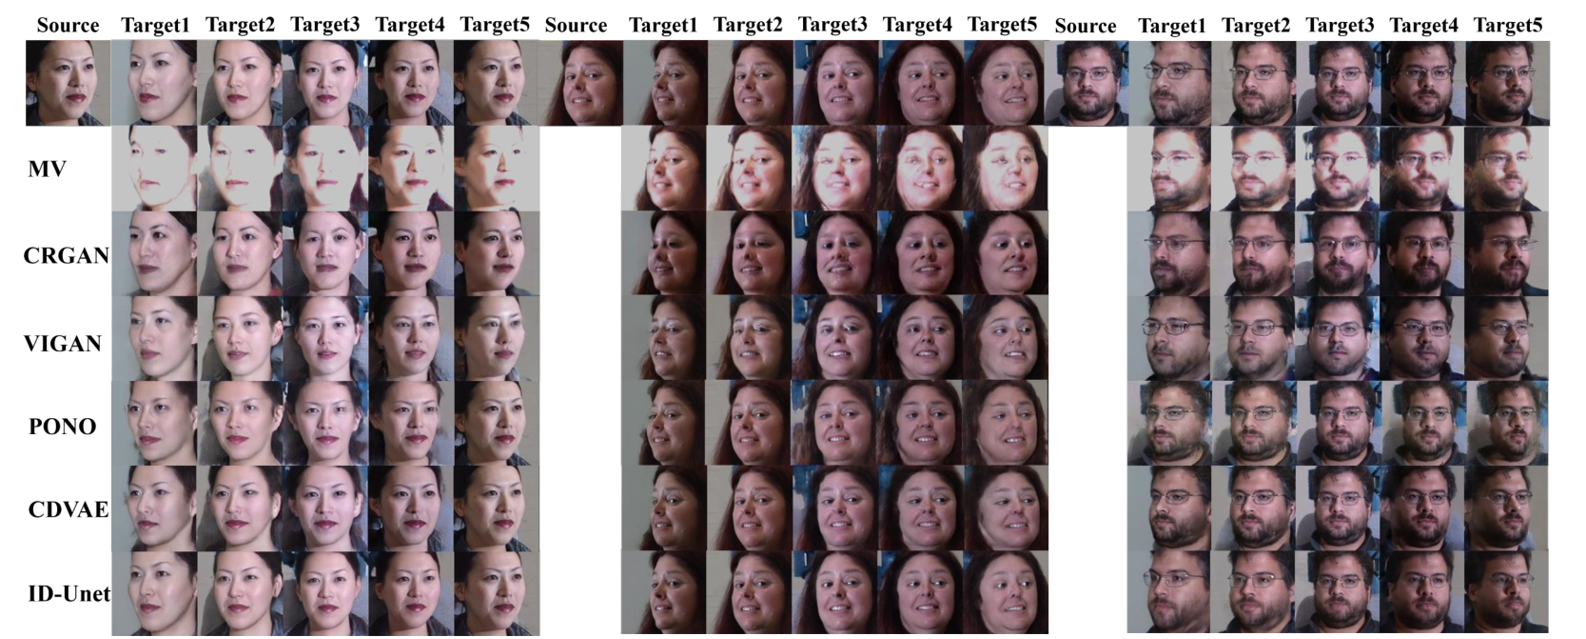 Source Target1 Target2 Target3 Target4 Target5 Source Target1 Target2 Target3 Target4 Target5 Source Target1 Target2 Target3 Target4 Target5
MV
CRGAN
VIGAN
PONO
CDVAE
ID-Unet